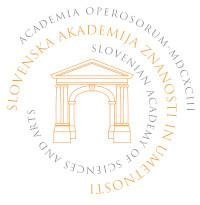 ACADEMIA OPEROSORUM-MDCXCIII
SLOVENSKA AKADEMIJA ZNANOSTI IN UMETNOSTI
SLOVENIAN ACADEMY OF SCIENCES AND ARTS